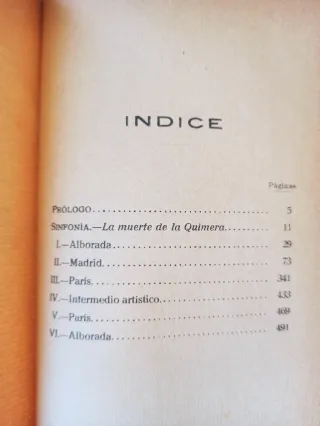 INDICE
Páginas
PRÓLOGO........................................ 5
SINFONÍA.—La muerte de la Quimera......... 11
I.—Alborada................................... 29
II.—Madrid..................................... 73
III.—París...................................... 341
IV.—Intermedio artístico..................... 433
V.—París...................................... 469
VI.—Alborada................................... 491